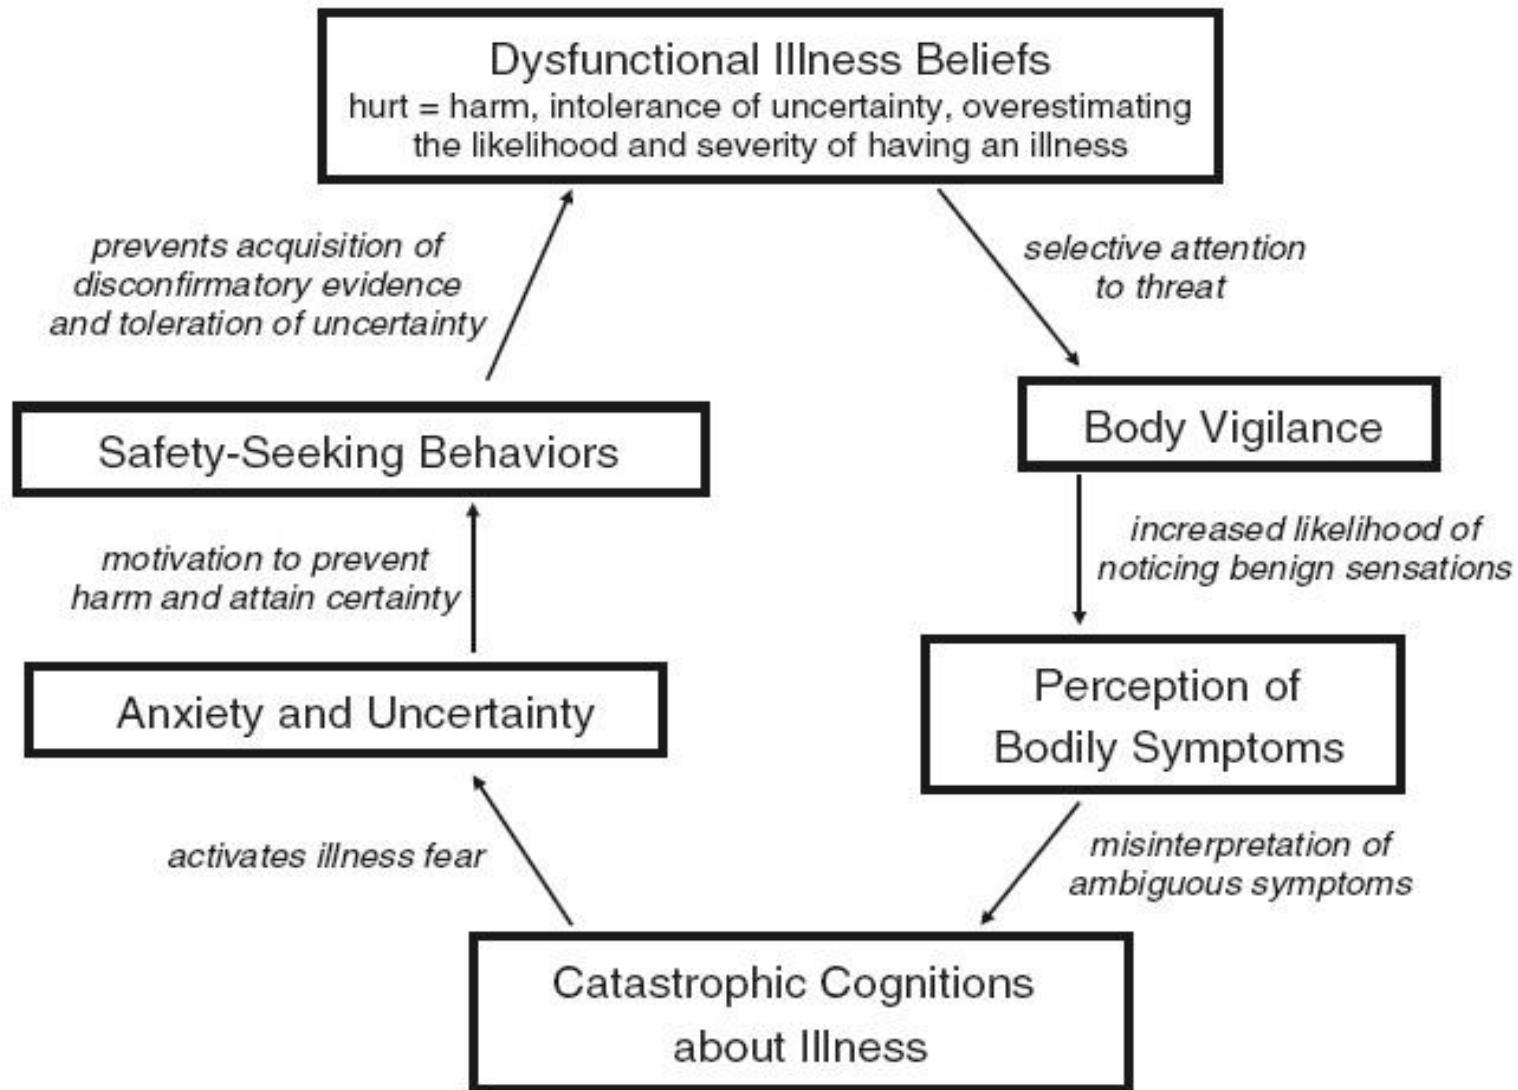 Dysfunctional Illness Beliefs
hurt = harm, intolerance of uncertainty, overestimating
the likelihood and severity of having an illness
prevents acquisition of
disconfirmatory evidence
and toleration of uncertainty
selective attention
to threat
Safety-Seeking Behaviors
Body Vigilance
motivation to prevent
harm and attain certainty
increased likelihood of
noticing benign sensations
Anxiety and Uncertainty
Perception of
Bodily Symptoms
activates illness fear
misinterpretation of
ambiguous symptoms
Catastrophic Cognitions
about Illness